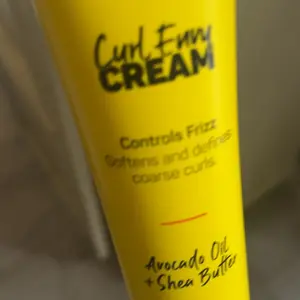 Curl Envy
CREAM
Controls Frizz
Softens and defines
coarse curls.
Avocado Oil
+ Shea Butter